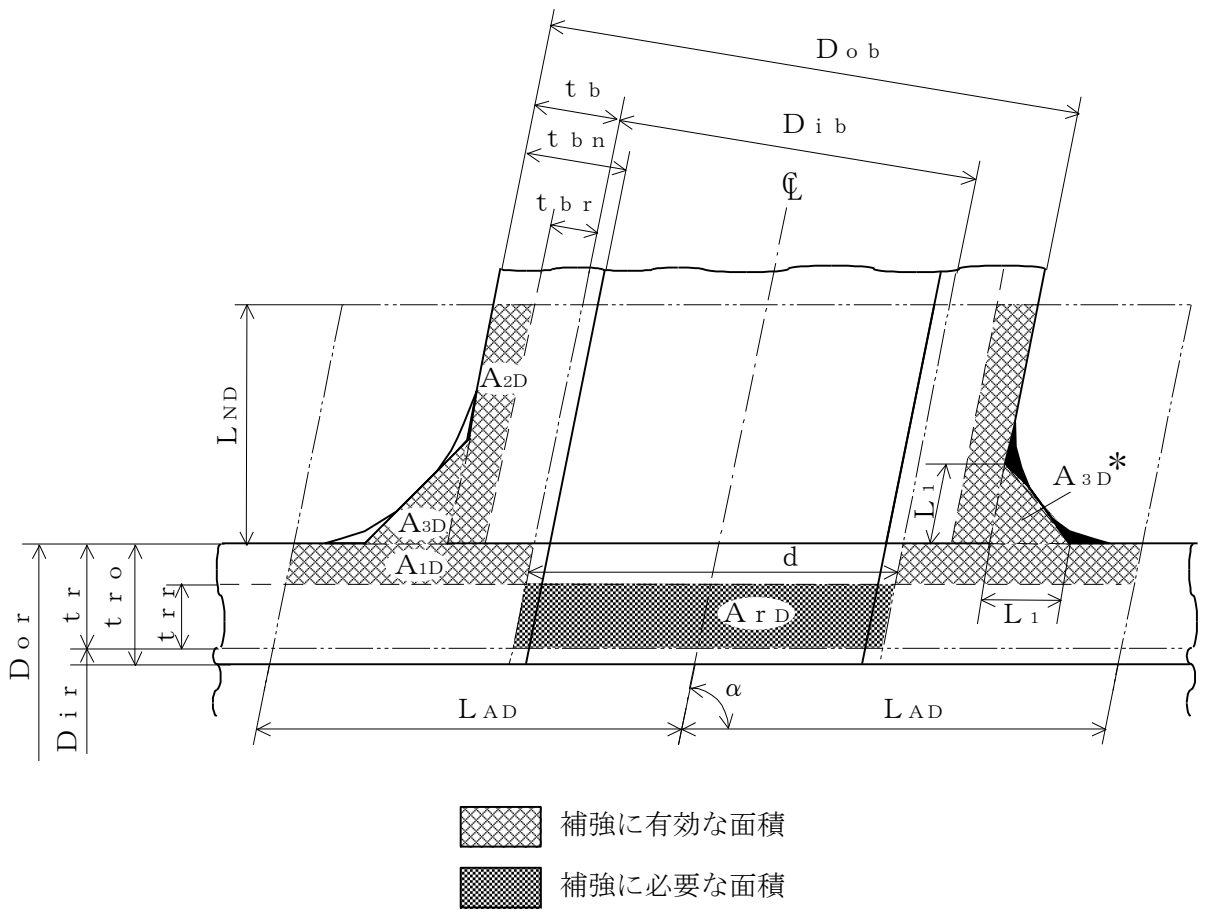 Dob
tb
Dib
tbn
℄
tbr
A2D
LND
L1
A3D*
A3D
A1D
d
tr
tro
trr
ArD
L1
Dor
Dir
LAD
α
LAD
補強に有効な面積
補強に必要な面積